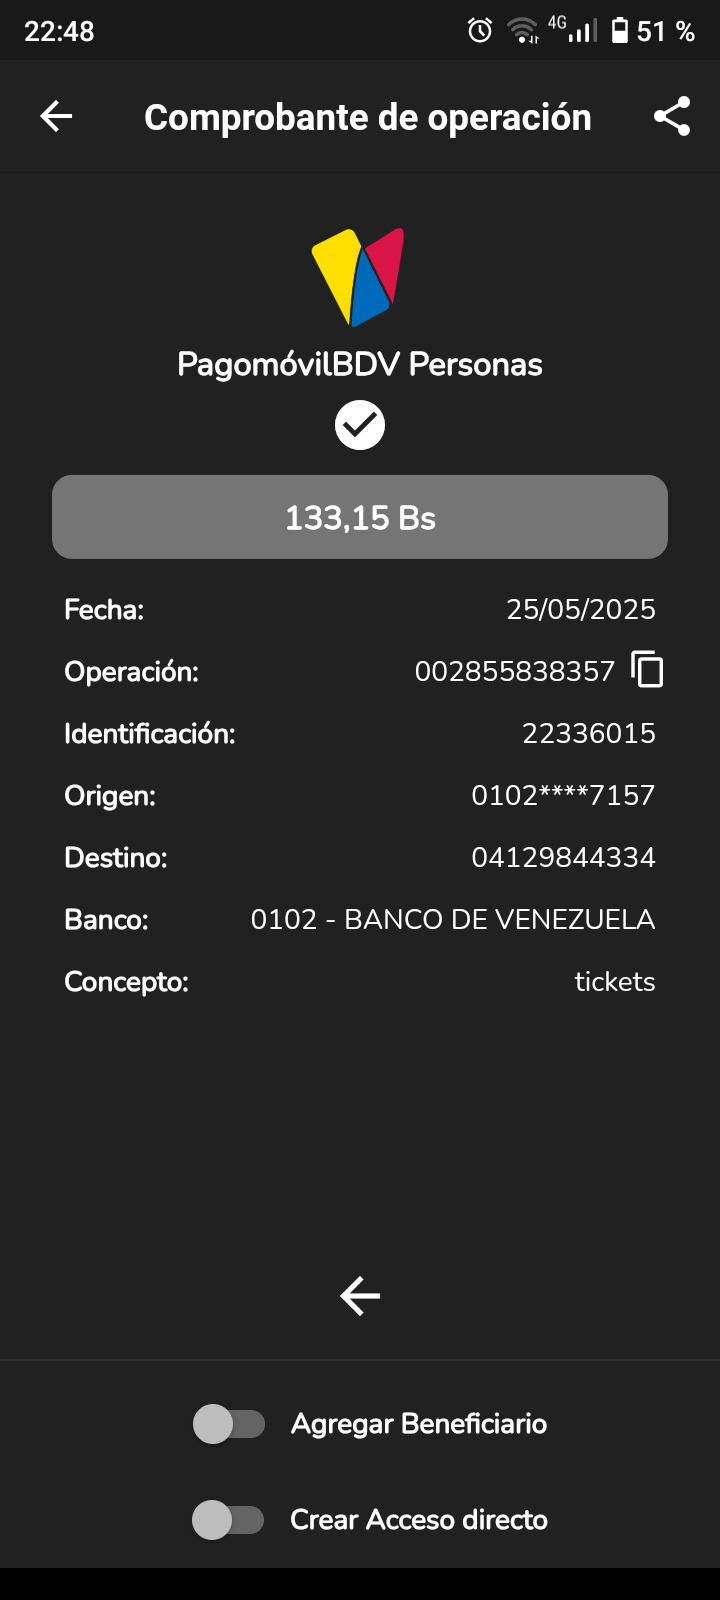 22:48 4G 51 %
Comprobante de operación
PagomóvilBDV Personas
133,15 Bs
Fecha: 25/05/2025
Operación: 002855838357
Identificación: 22336015
Origen: 0102****7157
Destino: 04129844334
Banco: 0102 - BANCO DE VENEZUELA
Concepto: tickets
Agregar Beneficiario
Crear Acceso directo